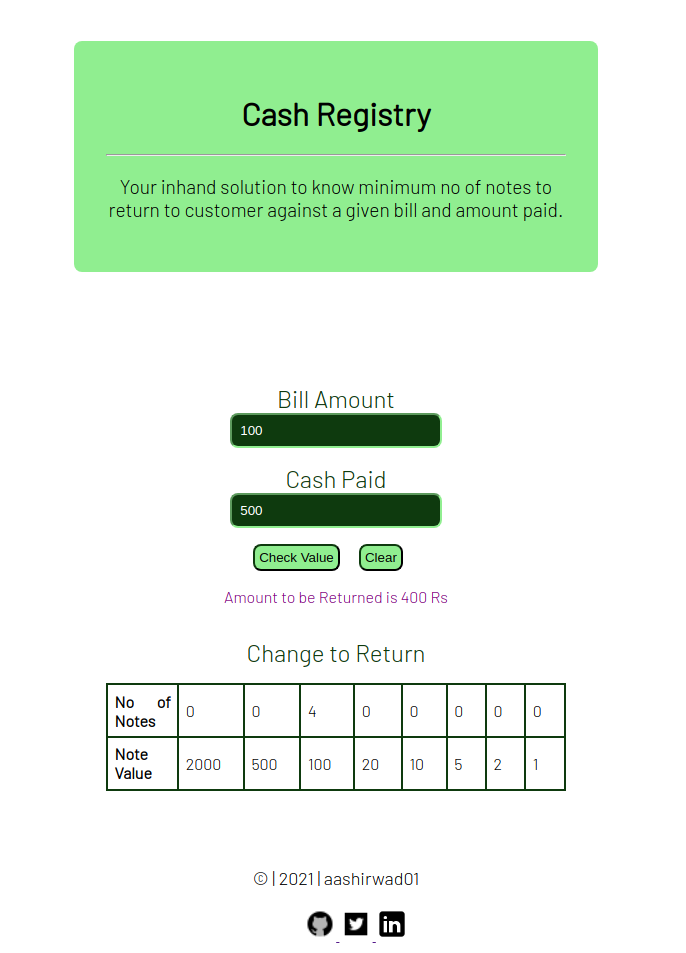 Cash Registry
Your inhand solution to know minimum no of notes to
return to customer against a given bill and amount paid.
Bill Amount
100
Cash Paid
500
Check Value Clear
Amount to be Returned is 400 Rs
Change to Return
No of Notes 0 0 4 0 0 0 0 0
Note Value 2000 500 100 20 10 5 2 1
© | 2021 | aashirwad01
in